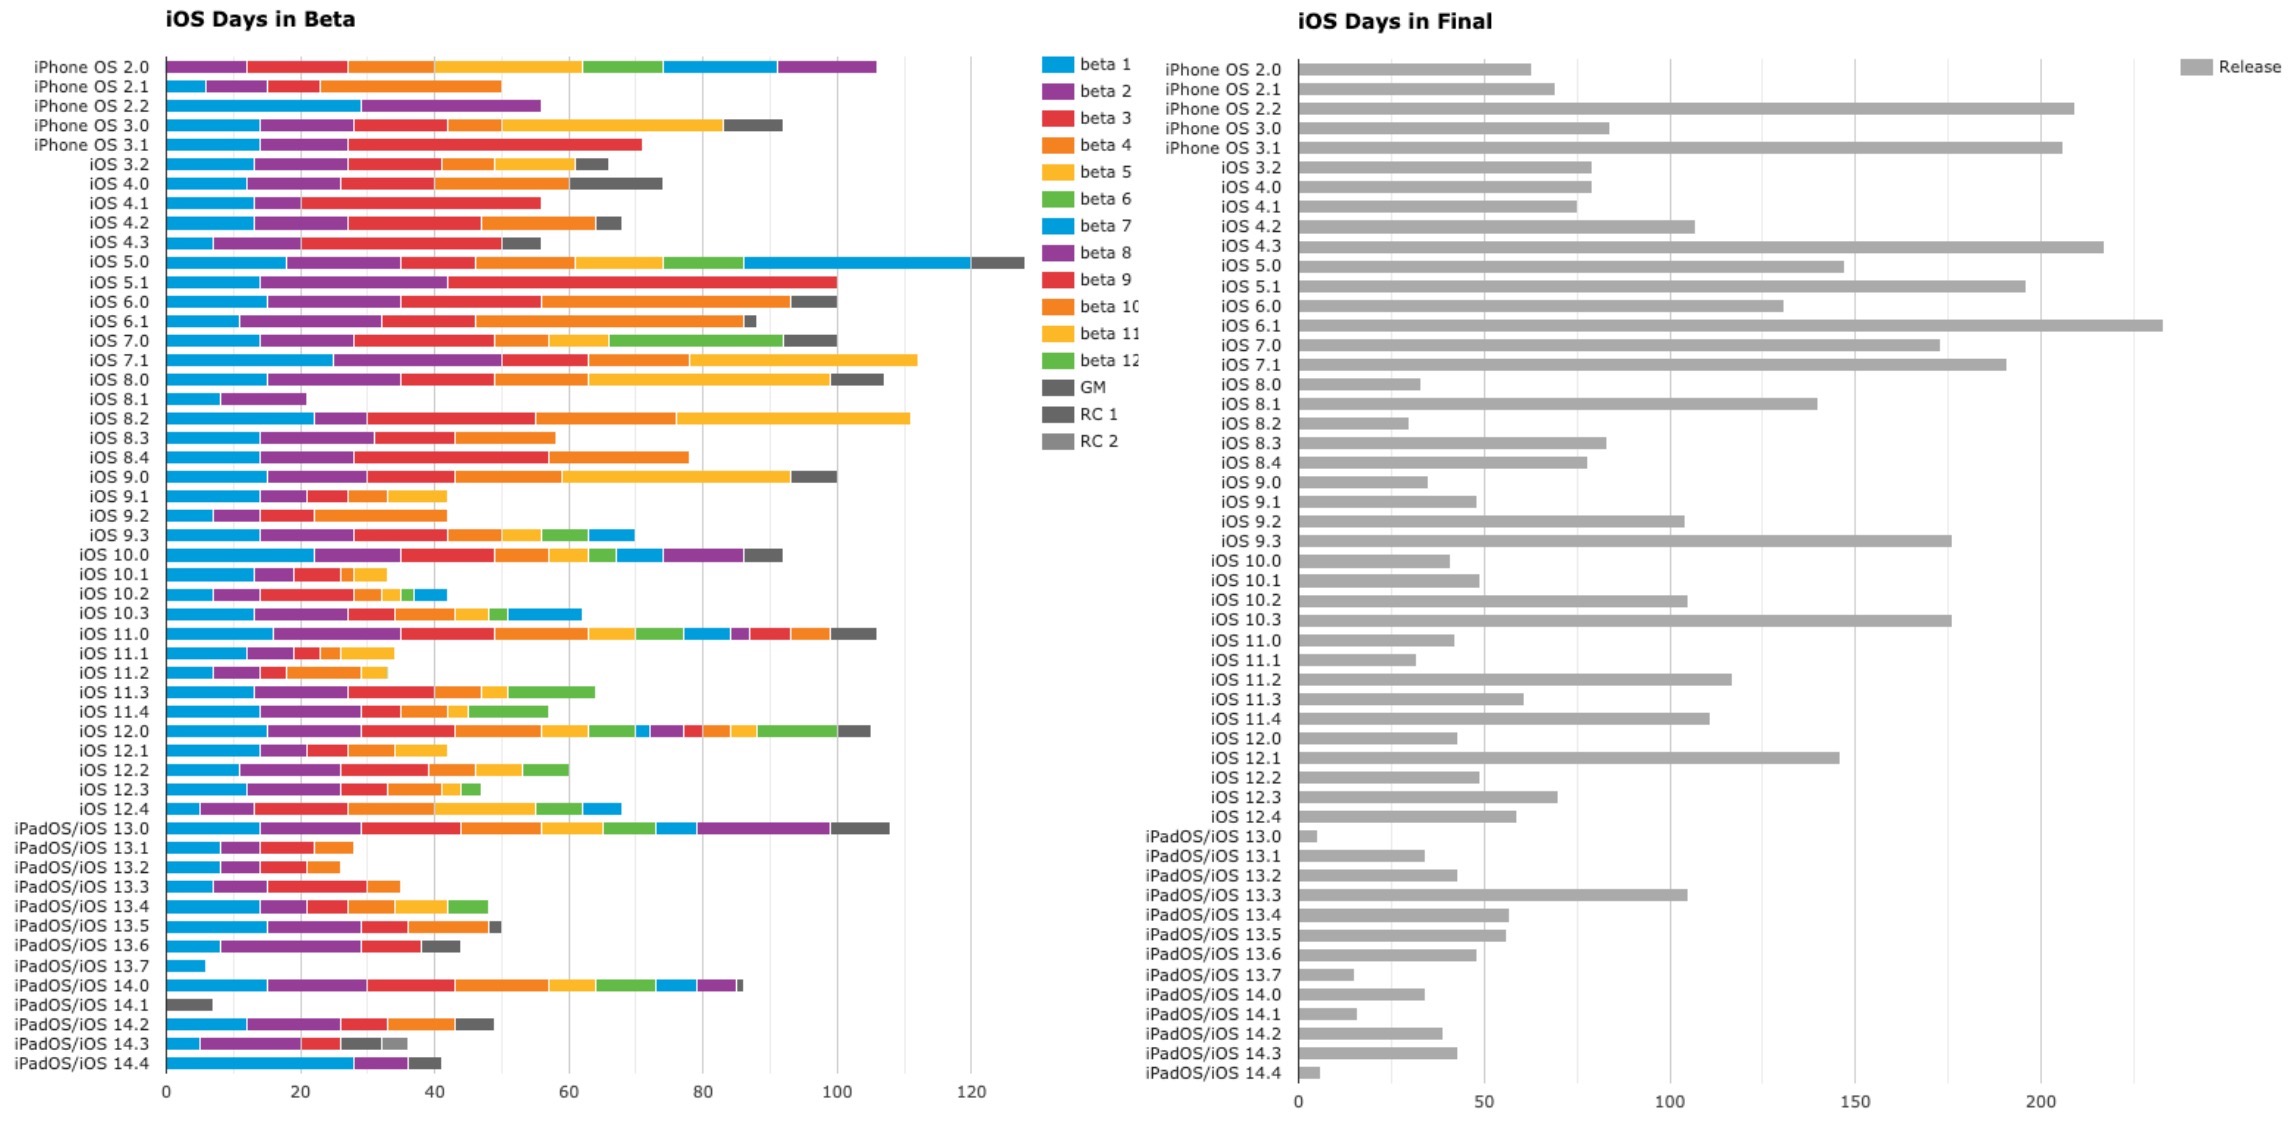 iOS Days in Beta
iPhone OS 2.0
iPhone OS 2.1
iPhone OS 2.2
iPhone OS 3.0
iPhone OS 3.1
iOS 3.2
iOS 4.0
iOS 4.1
iOS 4.2
iOS 4.3
iOS 5.0
iOS 5.1
iOS 6.0
iOS 6.1
iOS 7.0
iOS 7.1
iOS 8.0
iOS 8.1
iOS 8.2
iOS 8.3
iOS 8.4
iOS 9.0
iOS 9.1
iOS 9.2
iOS 9.3
iOS 10.0
iOS 10.1
iOS 10.2
iOS 10.3
iOS 11.0
iOS 11.1
iOS 11.2
iOS 11.3
iOS 11.4
iOS 12.0
iOS 12.1
iOS 12.2
iOS 12.3
iOS 12.4
iPadOS/iOS 13.0
iPadOS/iOS 13.1
iPadOS/iOS 13.2
iPadOS/iOS 13.3
iPadOS/iOS 13.4
iPadOS/iOS 13.5
iPadOS/iOS 13.6
iPadOS/iOS 13.7
iPadOS/iOS 14.0
iPadOS/iOS 14.1
iPadOS/iOS 14.2
iPadOS/iOS 14.3
iPadOS/iOS 14.4
0 20 40 60 80 100 120
beta 1
beta 2
beta 3
beta 4
beta 5
beta 6
beta 7
beta 8
beta 9
beta 10
beta 11
beta 12
GM
RC 1
RC 2
iOS Days in Final
iPhone OS 2.0
iPhone OS 2.1
iPhone OS 2.2
iPhone OS 3.0
iPhone OS 3.1
iOS 3.2
iOS 4.0
iOS 4.1
iOS 4.2
iOS 4.3
iOS 5.0
iOS 5.1
iOS 6.0
iOS 6.1
iOS 7.0
iOS 7.1
iOS 8.0
iOS 8.1
iOS 8.2
iOS 8.3
iOS 8.4
iOS 9.0
iOS 9.1
iOS 9.2
iOS 9.3
iOS 10.0
iOS 10.1
iOS 10.2
iOS 10.3
iOS 11.0
iOS 11.1
iOS 11.2
iOS 11.3
iOS 11.4
iOS 12.0
iOS 12.1
iOS 12.2
iOS 12.3
iOS 12.4
iPadOS/iOS 13.0
iPadOS/iOS 13.1
iPadOS/iOS 13.2
iPadOS/iOS 13.3
iPadOS/iOS 13.4
iPadOS/iOS 13.5
iPadOS/iOS 13.6
iPadOS/iOS 13.7
iPadOS/iOS 14.0
iPadOS/iOS 14.1
iPadOS/iOS 14.2
iPadOS/iOS 14.3
iPadOS/iOS 14.4
0 50 100 150 200
Release